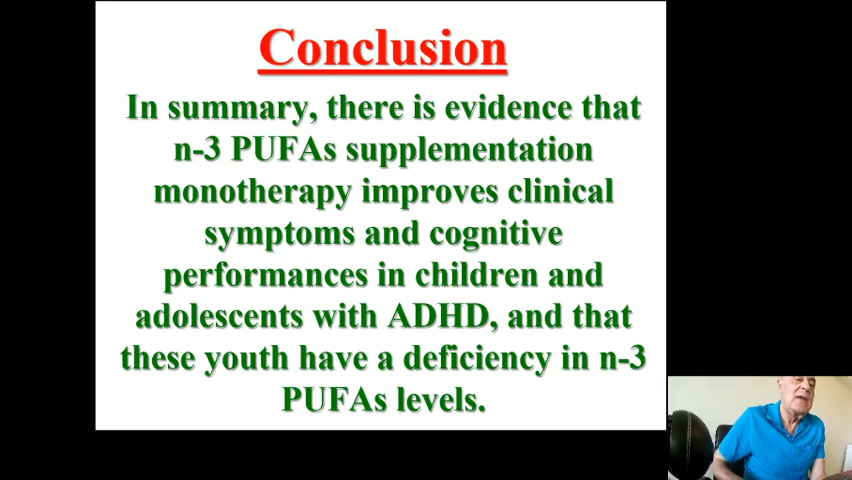 Conclusion
In summary, there is evidence that
n-3 PUFAs supplementation
monotherapy improves clinical
symptoms and cognitive
performances in children and
adolescents with ADHD, and that
these youth have a deficiency in n-3
PUFAs levels.